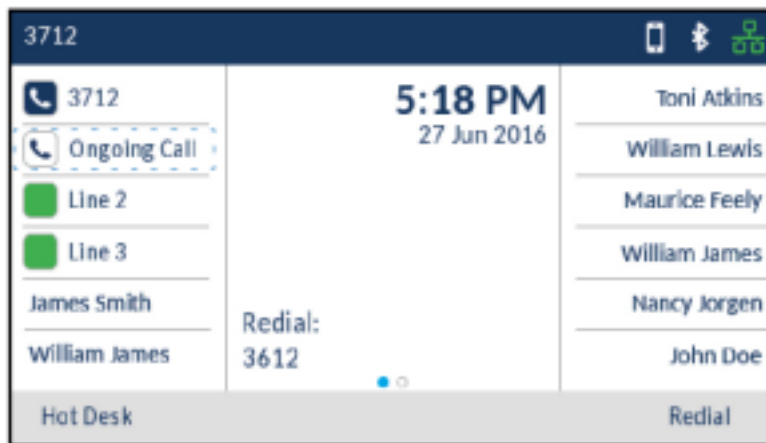 3712
3712
Ongoing Call
Line 2
Line 3
James Smith
William James
5:18 PM
27 Jun 2016
Redial:
3612
Toni Atkins
William Lewis
Maurice Feely
William James
Nancy Jorgen
John Doe
Hot Desk
Redial